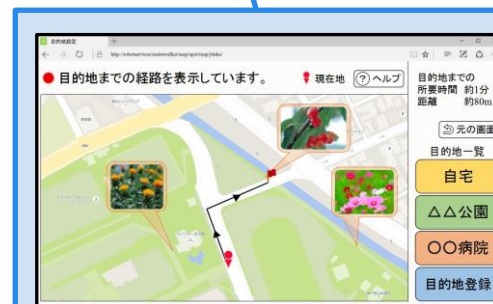 目的地設定
● 目的地までの経路を表示しています。
現在地
? ヘルプ
目的地までの
所要時間 約1分
距離 約80m
元の画面
目的地一覧
自宅
△△公園
〇〇病院
目的地登録